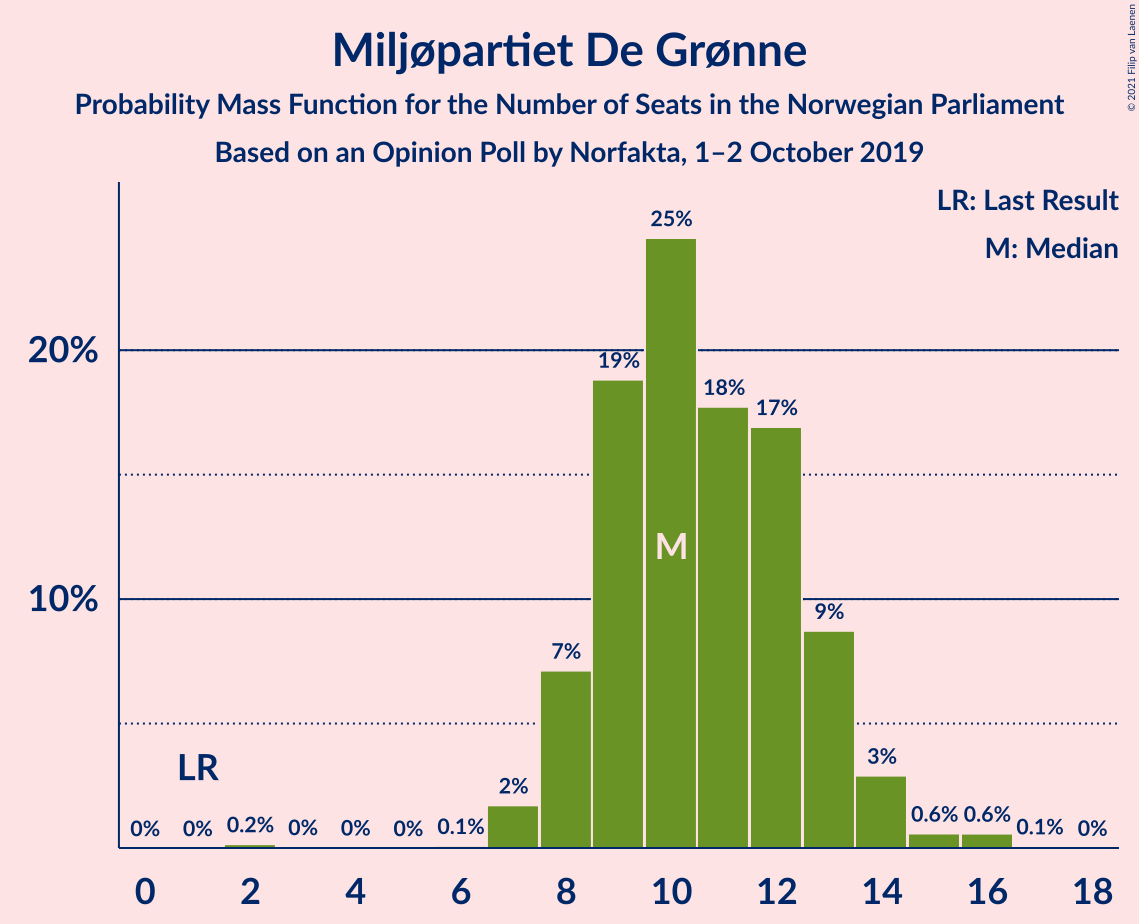 Miljøpartiet De Grønne
Probability Mass Function for the Number of Seats in the Norwegian Parliament
Based on an Opinion Poll by Norfakta, 1–2 October 2019
© 2021 Filip van Laenen
LR: Last Result
M: Median
25%
20%
19%
18%
17%
M
10%
9%
7%
LR
3%
2%
0% 0% 0.2% 0% 0% 0% 0.1% 0.6% 0.6% 0.1% 0%
0 2 4 6 8 10 12 14 16 18